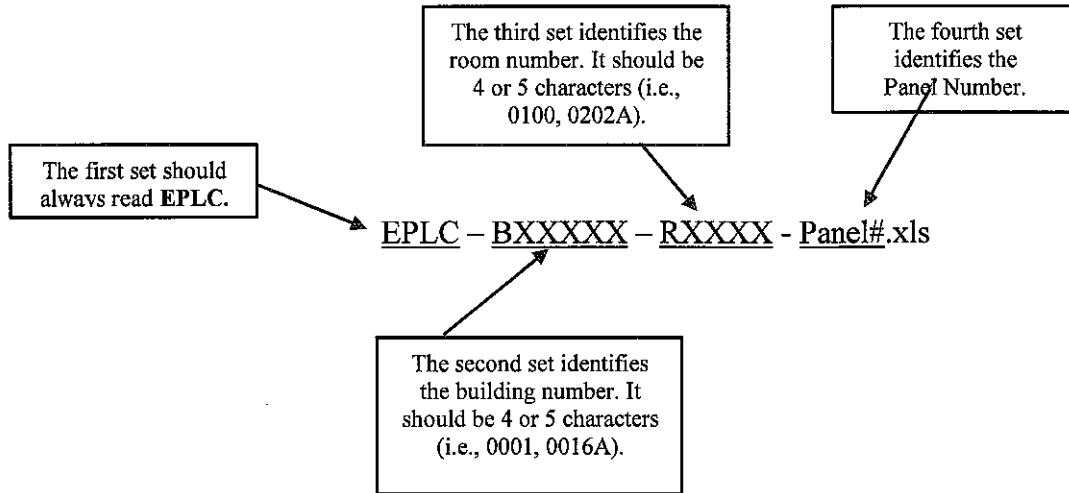 The third set identifies the
room number. It should be
4 or 5 characters (i.e.,
0100, 0202A).
The fourth set
identifies the
Panel Number.
The first set should
always read EPLC.
EPLC – BXXXXX – RXXXX - Panel#.xls
The second set identifies
the building number. It
should be 4 or 5 characters
(i.e., 0001, 0016A).